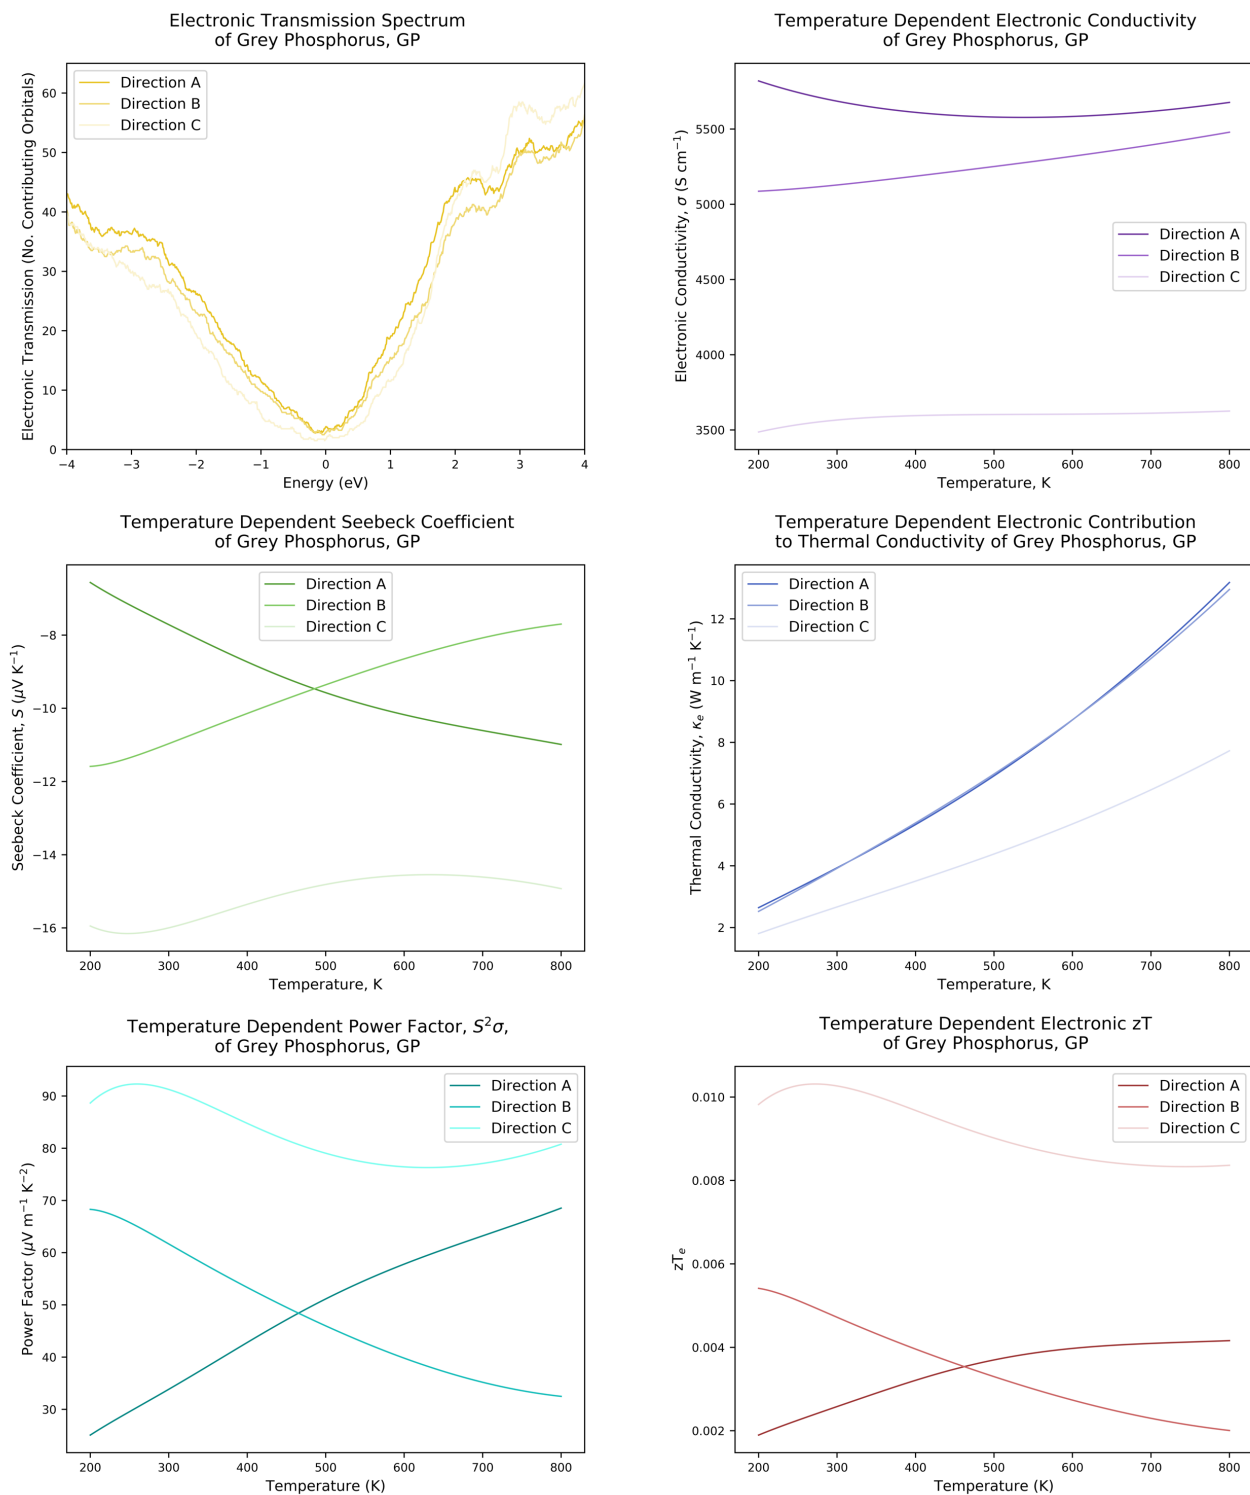 Electronic Transmission Spectrum
of Grey Phosphorus, GP
Electronic Transmission (No. Contributing Orbitals)
60
50
40
30
20
10
0
Direction A
Direction B
Direction C
−4
−3
−2
−1
0
1
2
3
4
Energy (eV)
Temperature Dependent Electronic Conductivity
of Grey Phosphorus, GP
Electronic Conductivity, σ (S cm⁻¹)
5500
5000
4500
4000
3500
Direction A
Direction B
Direction C
200
300
400
500
600
700
800
Temperature, K
Temperature Dependent Seebeck Coefficient
of Grey Phosphorus, GP
Seebeck Coefficient, S (μV K⁻¹)
−8
−10
−12
−14
−16
Direction A
Direction B
Direction C
200
300
400
500
600
700
800
Temperature, K
Temperature Dependent Electronic Contribution
to Thermal Conductivity of Grey Phosphorus, GP
Thermal Conductivity, κₑ (W m⁻¹ K⁻¹)
12
10
8
6
4
2
Direction A
Direction B
Direction C
200
300
400
500
600
700
800
Temperature, K
Temperature Dependent Power Factor, S²σ,
of Grey Phosphorus, GP
Power Factor (μV m⁻¹ K⁻²)
90
80
70
60
50
40
30
Direction A
Direction B
Direction C
200
300
400
500
600
700
800
Temperature (K)
Temperature Dependent Electronic zT
of Grey Phosphorus, GP
zTₑ
0.010
0.008
0.006
0.004
0.002
Direction A
Direction B
Direction C
200
300
400
500
600
700
800
Temperature (K)